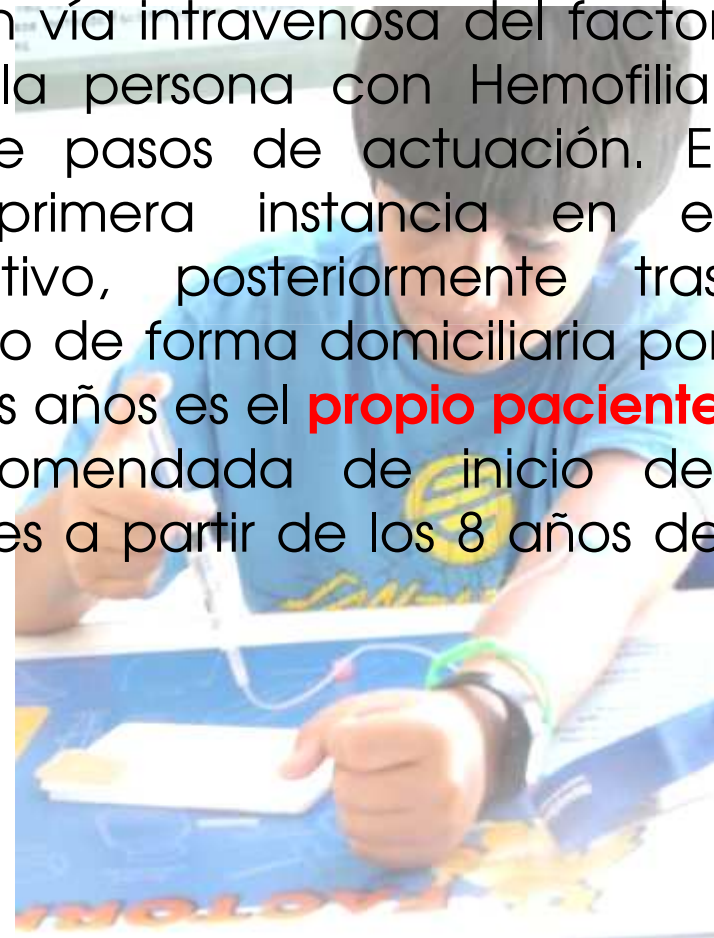 n vía intravenosa del factor
la persona con Hemofilia
e pasos de actuación. E
primera instancia en e
tivo, posteriormente tras
o de forma domiciliaria por
s años es el propio paciente
omendada de inicio de
es a partir de los 8 años de